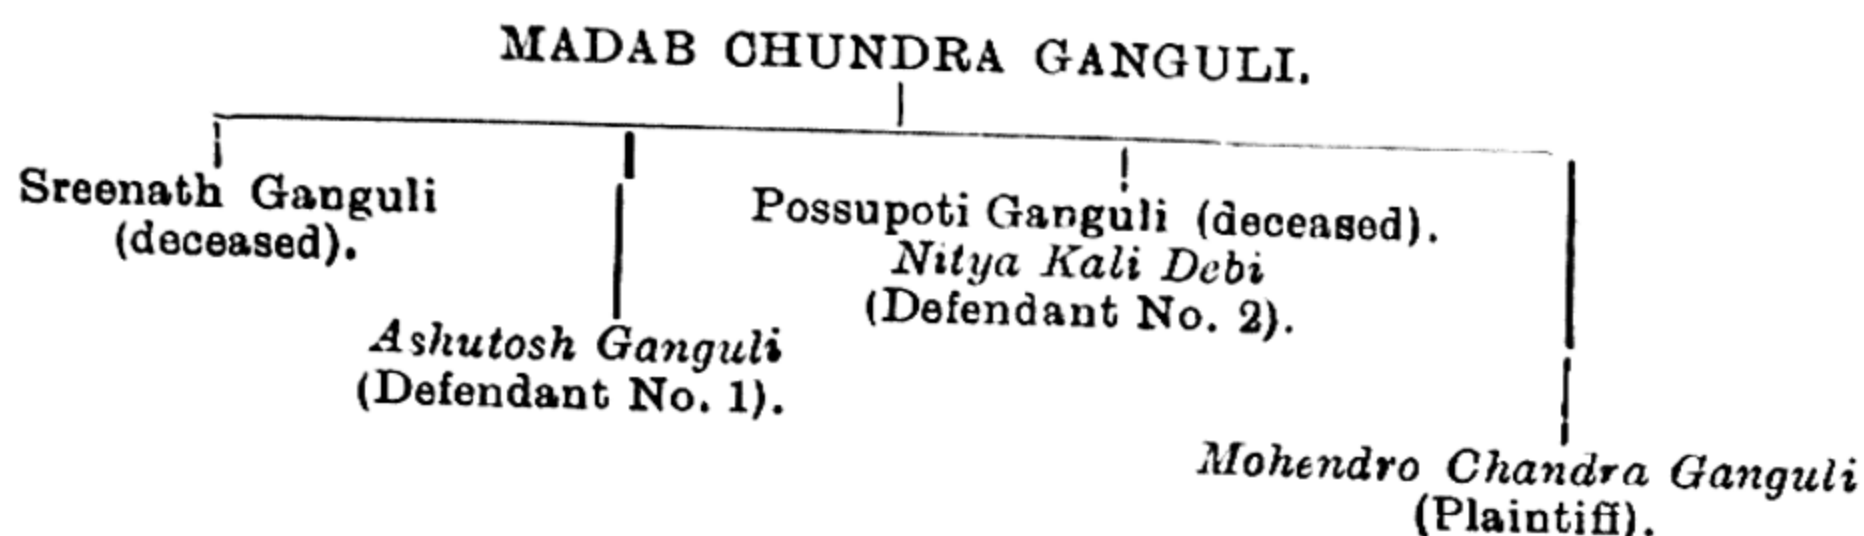 MADAB CHUNDRA GANGULI.
Sreenath Ganguli
(deceased).
Possupoti Ganguli (deceased).
Nitya Kali Debi
(Defendant No. 2).
Ashutosh Ganguli
(Defendant No. 1).
Mohendro Chandra Ganguli
(Plaintiff).